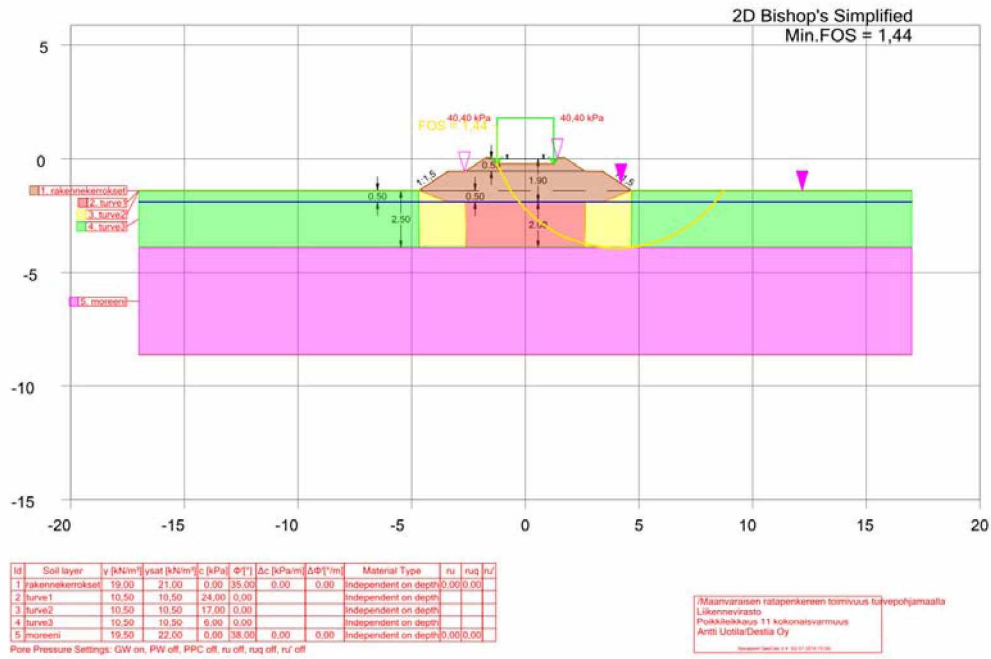 2D Bishop's Simplified
Min.FOS = 1,44
5
40,40 kPa
40,40 kPa
FOS = 1,44
0
0.5
1:1,5
1.90
1. rakennekerrokset
0.50
0.50
2. turve1
3. turve2
4. turve3
2.50
-5
5. moreeni
-10
-15
-20
-15
-10
-5
0
5
10
15
20
Id Soil layer γ [kN/m³] γsat [kN/m³] c [kPa] Φ'[°] Δc [kPa/m] ΔΦ'[°/m] Material Type ru ruq ru'
1 rakennekerrokset 19,00 21,00 0,00 35,00 0,00 0,00 Independent on depth 0,00 0,00
2 turve1 10,50 10,50 24,00 0,00 Independent on depth
3 turve2 10,50 10,50 17,00 0,00 Independent on depth
4 turve3 10,50 10,50 6,00 0,00 Independent on depth
5 moreeni 19,50 22,00 0,00 38,00 0,00 0,00 Independent on depth 0,00 0,00
Pore Pressure Settings: GW on, PW off, PPC off, ru off, ruq off, ru' off
/Maanvaraisen ratapenkereen toimivuus turvepohjamaalla
Liikennevirasto
Poikkileikkaus 11 kokonaisvarmuus
Antti Uotila/Destia Oy